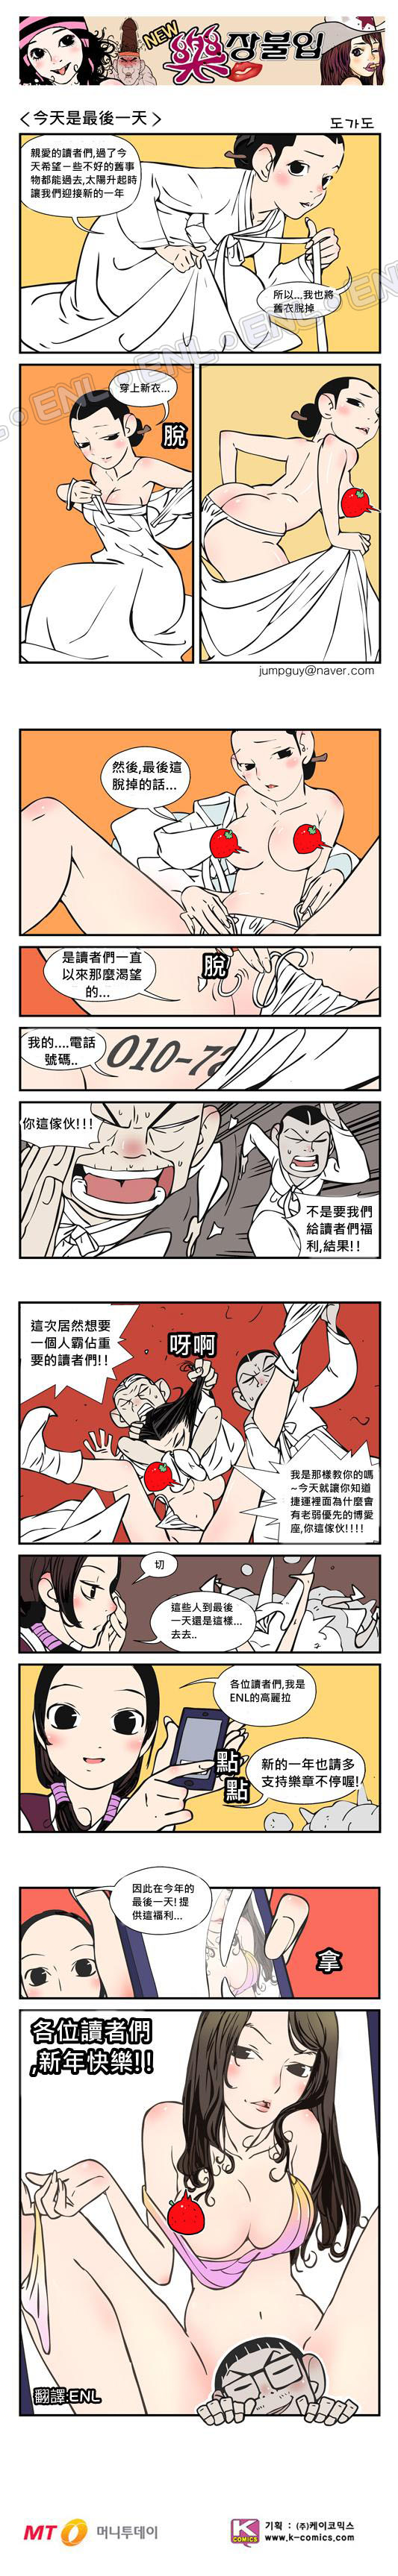 NEW 樂 장불입
<今天是最後一天>
도가도
親愛的讀者們,過了今
天希望一些不好的舊事
物都能過去,太陽升起時
讓我們迎接新的一年
所以...我也將
舊衣脫掉
ENL
ENL
ENL
穿上新衣...
脫
jumpguy@naver.com
然後,最後這
脫掉的話...
是讀者們一直
以來那麼渴望
的...
脫
我的....電話
號碼..
010-72
你這傢伙!!!
不是要我們
給讀者們福
利,結果!!
這次居然想要
一個人霸佔重
要的讀者們!!
呀啊
我是那樣教你的嗎
~今天就讓你知道
捷運裡面為什麼會
有老弱優先的博愛
座,你這傢伙!!!!
切
這些人到最後
一天還是這樣...
去去..
各位讀者們,我是
ENL的高麗拉
點
點
新的一年也請多
支持樂章不停喔!
因此在今年的
最後一天! 提
供這福利...
拿
各位讀者們
,新年快樂!!
翻譯:ENL
MT 머니투데이
K COMICS
기획 : (주)케이코믹스
www.k-comics.com